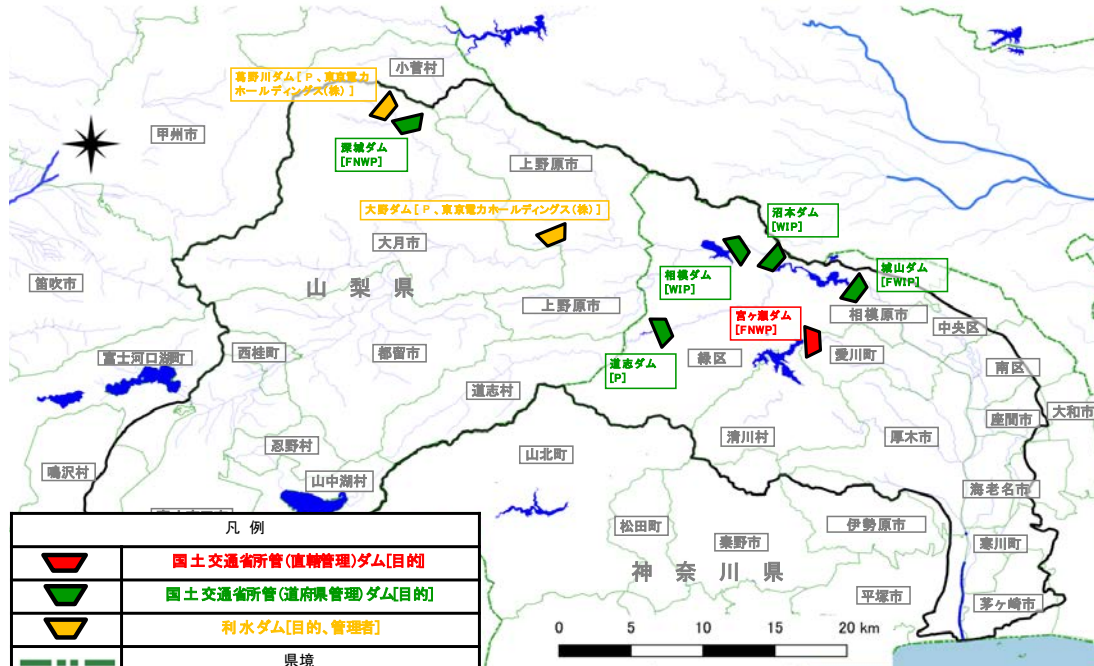 小菅村
葛野川ダム[P、東京電力
ホールディングス(株)]
甲州市
深城ダム
[FNWP]
上野原市
大野ダム[P、東京電力ホールディングス(株)]
沼本ダム
[WIP]
大月市
相模ダム
[WIP]
城山ダム
[FWIP]
笛吹市
山梨県
上野原市
宮ヶ瀬ダム
[FNWP]
相模原市
中央区
富士河口湖町
西桂町
都留市
道志ダム
[P]
緑区
愛川町
南区
道志村
座間市
大和市
忍野村
清川村
厚木市
鳴沢村
山中湖村
山北町
海老名市
松田町
伊勢原市
秦野市
寒川町
神奈川県
平塚市
茅ヶ崎市
凡例
国土交通省所管(直轄管理)ダム[目的]
国土交通省所管(道府県管理)ダム[目的]
利水ダム[目的、管理者]
県境
0 5 10 15 20 km